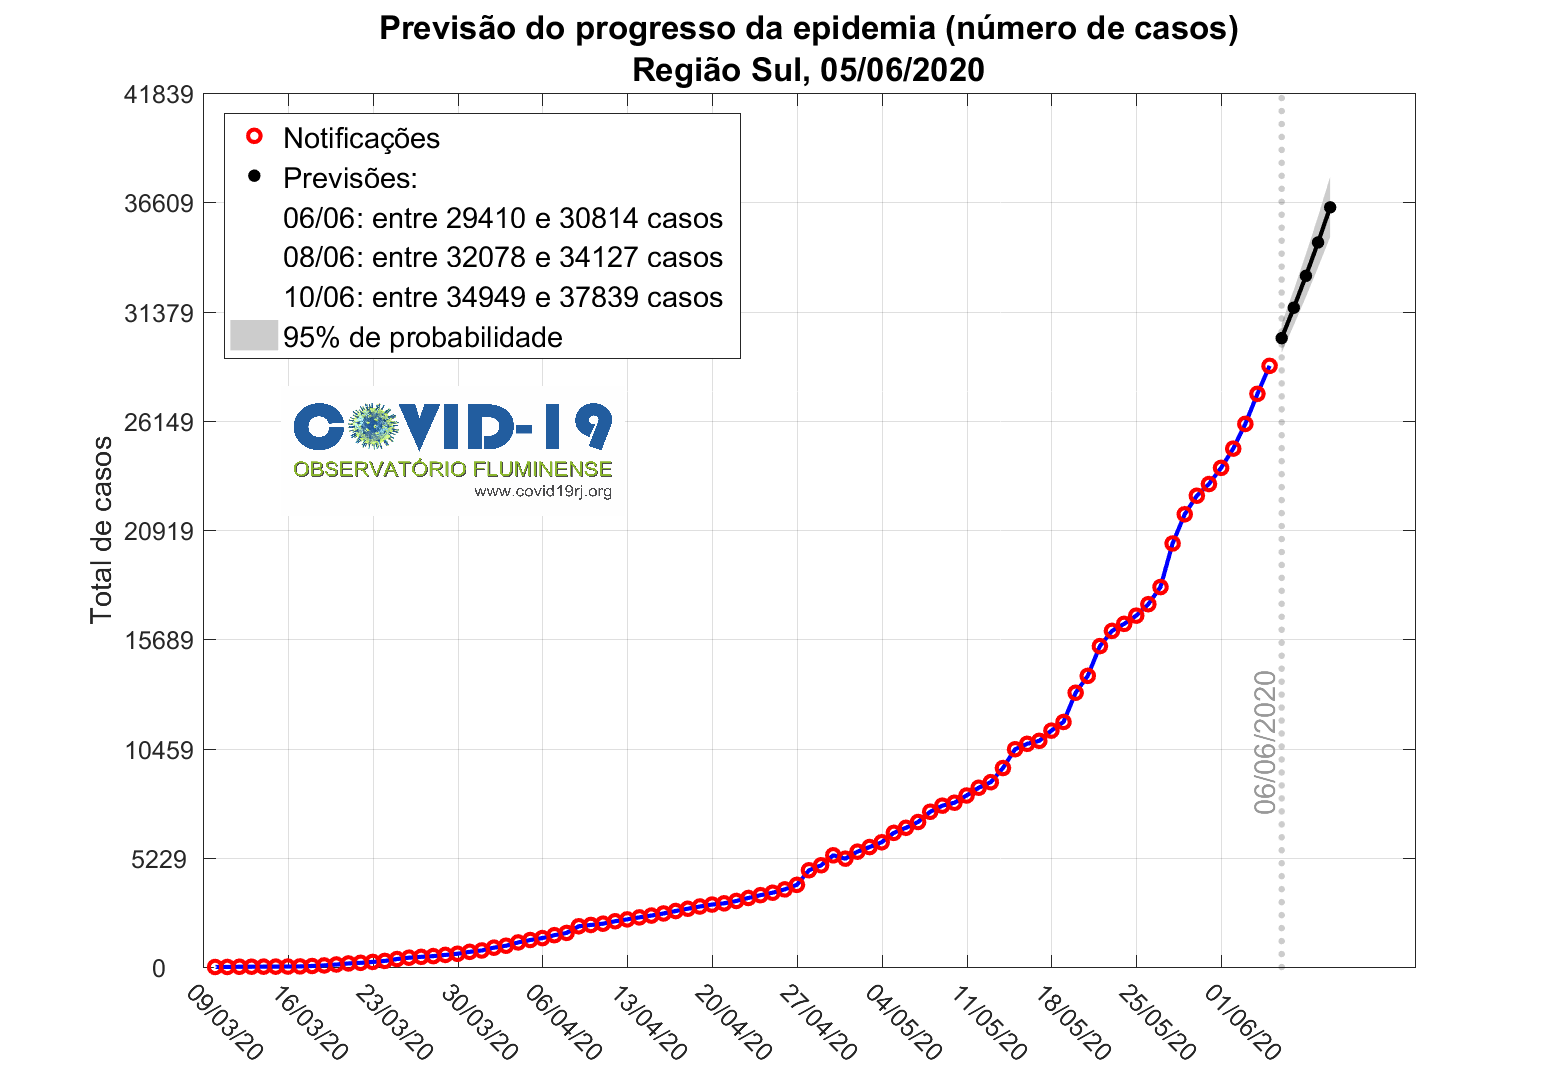 Previsão do progresso da epidemia (número de casos)
Região Sul, 05/06/2020
41839
36609
31379
26149
20919
15689
10459
5229
0
Total de casos
Notificações
Previsões:
06/06: entre 29410 e 30814 casos
08/06: entre 32078 e 34127 casos
10/06: entre 34949 e 37839 casos
95% de probabilidade
COVID-19
OBSERVATÓRIO FLUMINENSE
www.covid19rj.org
06/06/2020
09/03/20
16/03/20
23/03/20
30/03/20
06/04/20
13/04/20
20/04/20
27/04/20
04/05/20
11/05/20
18/05/20
25/05/20
01/06/20